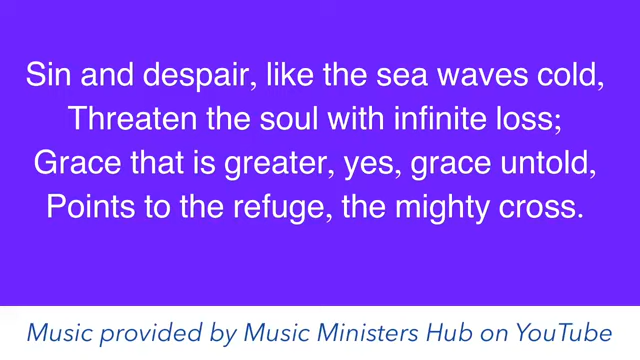 Sin and despair, like the sea waves cold,
Threaten the soul with infinite loss;
Grace that is greater, yes, grace untold,
Points to the refuge, the mighty cross.
Music provided by Music Ministers Hub on YouTube